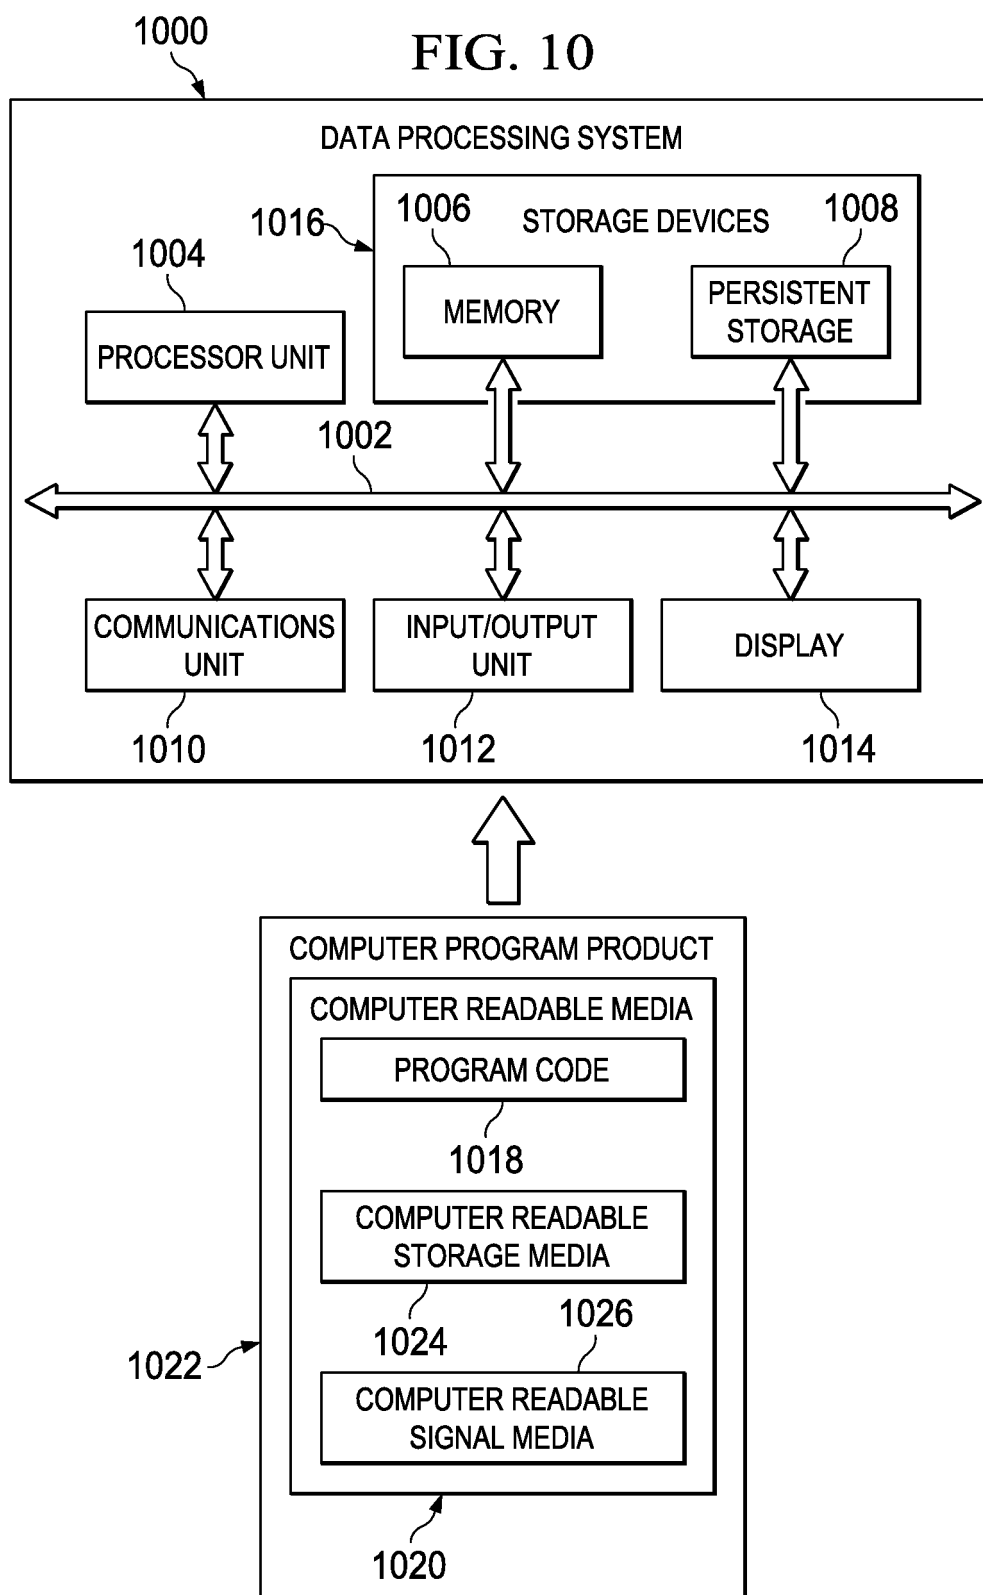 1000
FIG. 10
DATA PROCESSING SYSTEM
1016
1006
STORAGE DEVICES
1008
1004
MEMORY
PERSISTENT
STORAGE
PROCESSOR UNIT
1002
COMMUNICATIONS
UNIT
INPUT/OUTPUT
UNIT
DISPLAY
1010
1012
1014
COMPUTER PROGRAM PRODUCT
COMPUTER READABLE MEDIA
PROGRAM CODE
1018
COMPUTER READABLE
STORAGE MEDIA
1024
1026
1022
COMPUTER READABLE
SIGNAL MEDIA
1020